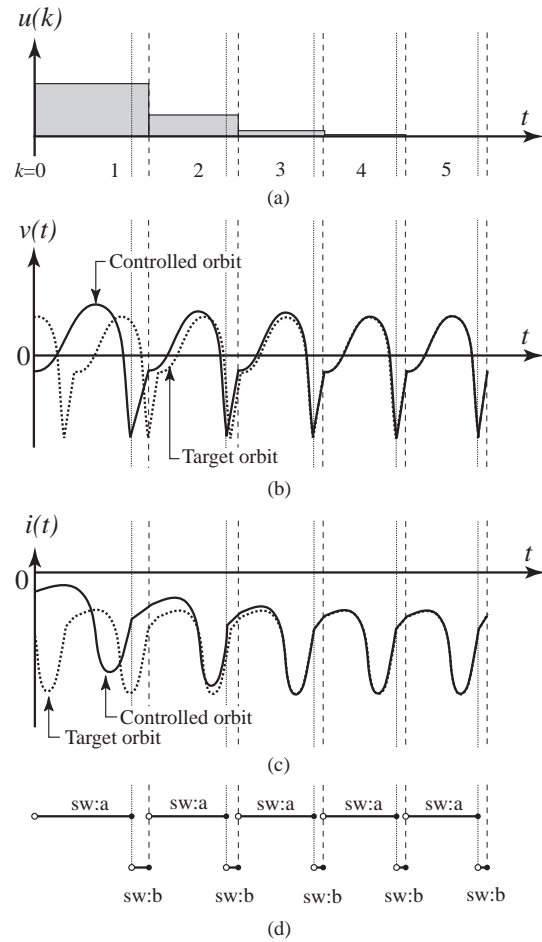 u(k)
t
k=0 1 2 3 4 5
(a)
v(t)
Controlled orbit
0
t
Target orbit
(b)
i(t)
0
t
Controlled orbit
Target orbit
(c)
sw:a sw:a sw:a sw:a sw:a
sw:b sw:b sw:b sw:b sw:b
(d)